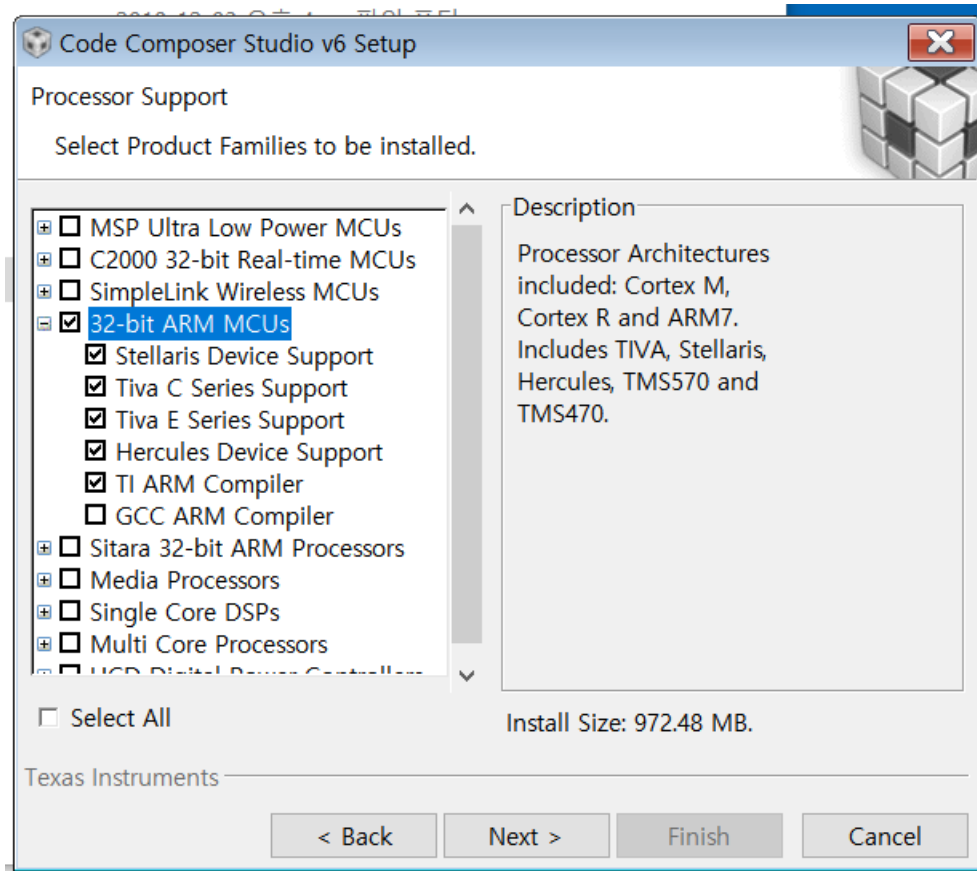 Code Composer Studio v6 Setup
Processor Support
Select Product Families to be installed.
MSP Ultra Low Power MCUs
C2000 32-bit Real-time MCUs
SimpleLink Wireless MCUs
32-bit ARM MCUs
Stellaris Device Support
Tiva C Series Support
Tiva E Series Support
Hercules Device Support
TI ARM Compiler
GCC ARM Compiler
Sitara 32-bit ARM Processors
Media Processors
Single Core DSPs
Multi Core Processors
Select All
Description
Processor Architectures
included: Cortex M,
Cortex R and ARM7.
Includes TIVA, Stellaris,
Hercules, TMS570 and
TMS470.
Install Size: 972.48 MB.
Texas Instruments
< Back
Next >
Finish
Cancel